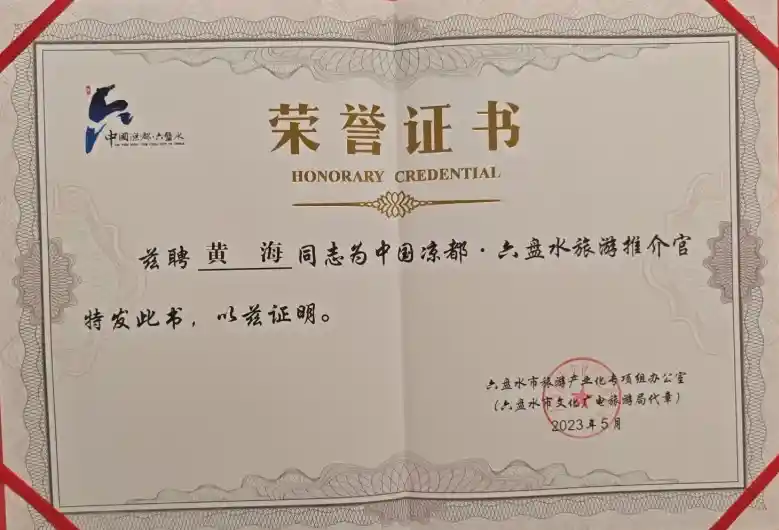 中国凉都·六盘水
荣誉证书
HONORARY CREDENTIAL
兹聘 黄 海 同志为中国凉都·六盘水旅游推介官
特发此书，以兹证明。
六盘水市旅游产业化专项组办公室
（六盘水市文化广电旅游局代章）
2023年5月